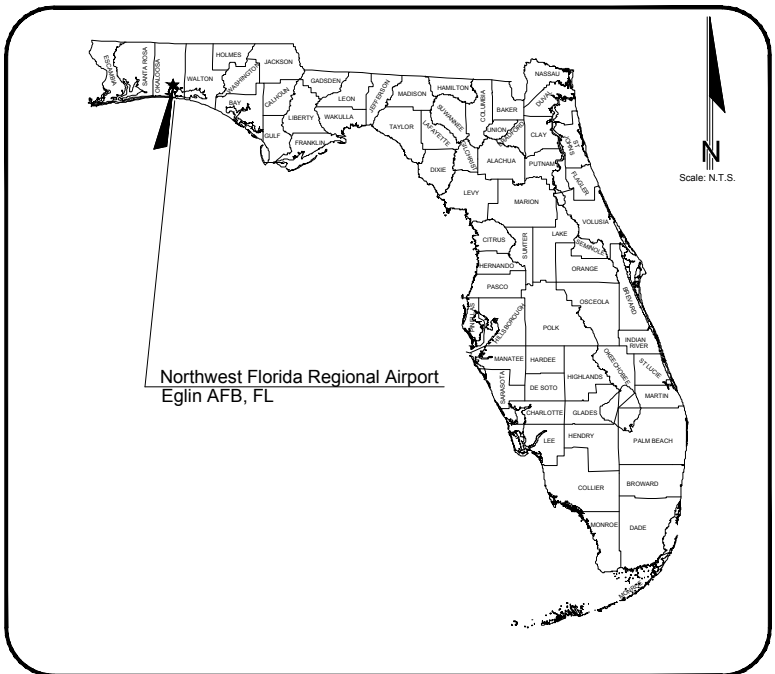 HOLMES
JACKSON
ESCAMBIA
SANTA ROSA
OKALOOSA
WALTON
WASHINGTON
BAY
CALHOUN
GULF
GADSDEN
LIBERTY
LEON
WAKULLA
FRANKLIN
JEFFERSON
MADISON
TAYLOR
HAMILTON
SUWANNEE
LAFAYETTE
DIXIE
COLUMBIA
GILCHRIST
BAKER
UNION
BRADFORD
NASSAU
DUVAL
CLAY
ST.
JOHNS
ALACHUA
PUTNAM
FLAGLER
LEVY
MARION
VOLUSIA
CITRUS
SUMTER
LAKE
SEMINOLE
HERNANDO
ORANGE
PASCO
OSCEOLA
BREVARD
PINELLAS
HILLSBOROUGH
POLK
INDIAN
RIVER
MANATEE
HARDEE
OKEECHOBEE
ST LUCIE
SARASOTA
DE SOTO
HIGHLANDS
MARTIN
CHARLOTTE
GLADES
LEE
HENDRY
PALM BEACH
COLLIER
BROWARD
MONROE
DADE
MONROE
N
Scale: N.T.S.
Northwest Florida Regional Airport
Eglin AFB, FL